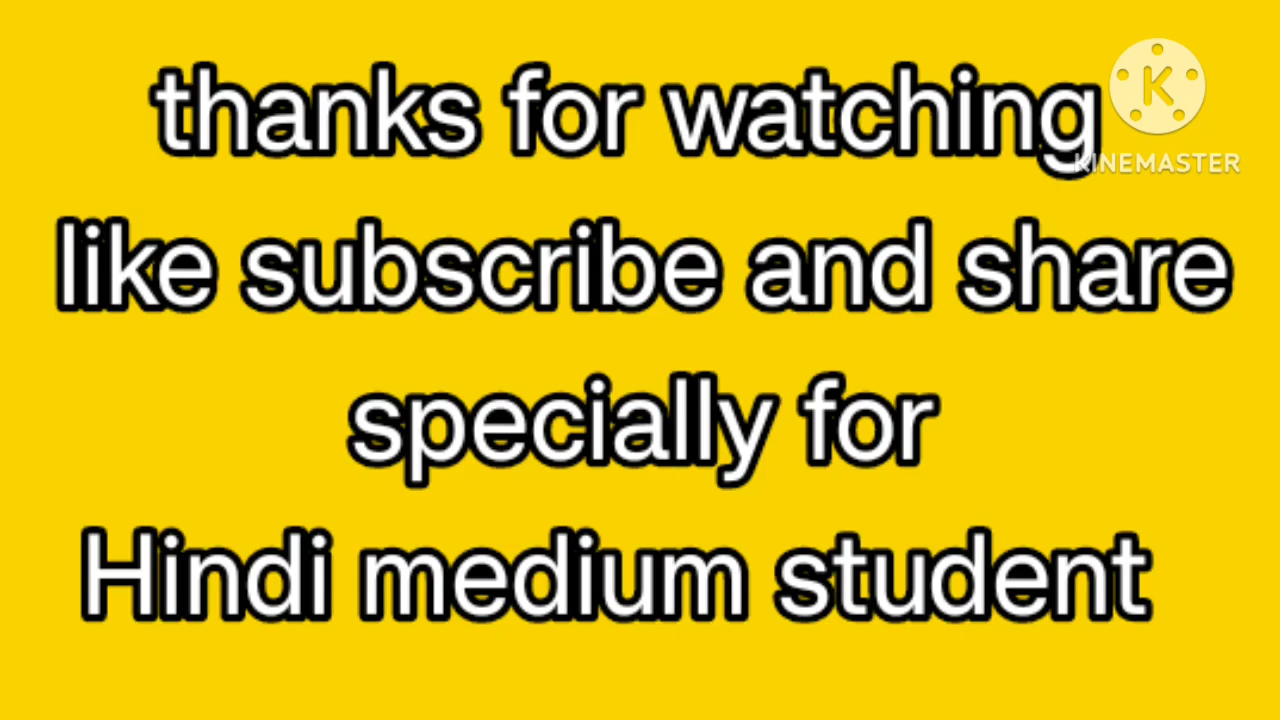 thanks for watching
K
KINEMASTER
like subscribe and share
specially for
Hindi medium student